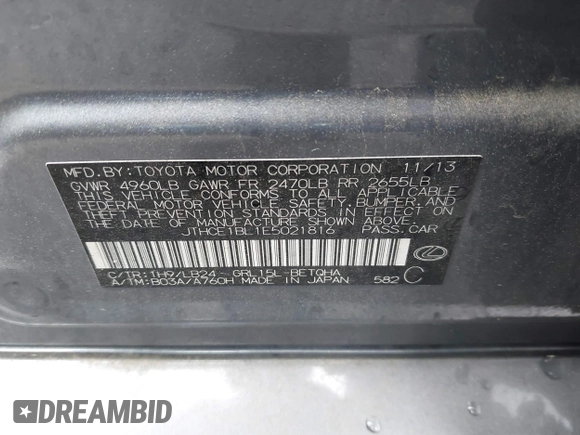 MFD.BY:TOYOTA MOTOR CORPORATION 11/13
GVWR 4960LB GAWR FR 2470LB RR 2655LB
THIS VEHICLE CONFORMS TO ALL APPLICABLE
FEDERAL MOTOR VEHICLE SAFETY, BUMPER, AND
THEFT PREVENTION STANDARDS IN EFFECT ON
THE DATE OF MANUFACTURE SHOWN ABOVE.
JTHCE1BL1E5021816 PASS.CAR
C/TR:1H9/LB24 - GRL15L-BETQHA
A/TM:B03A/A760H MADE IN JAPAN 582 C
DREAMBID